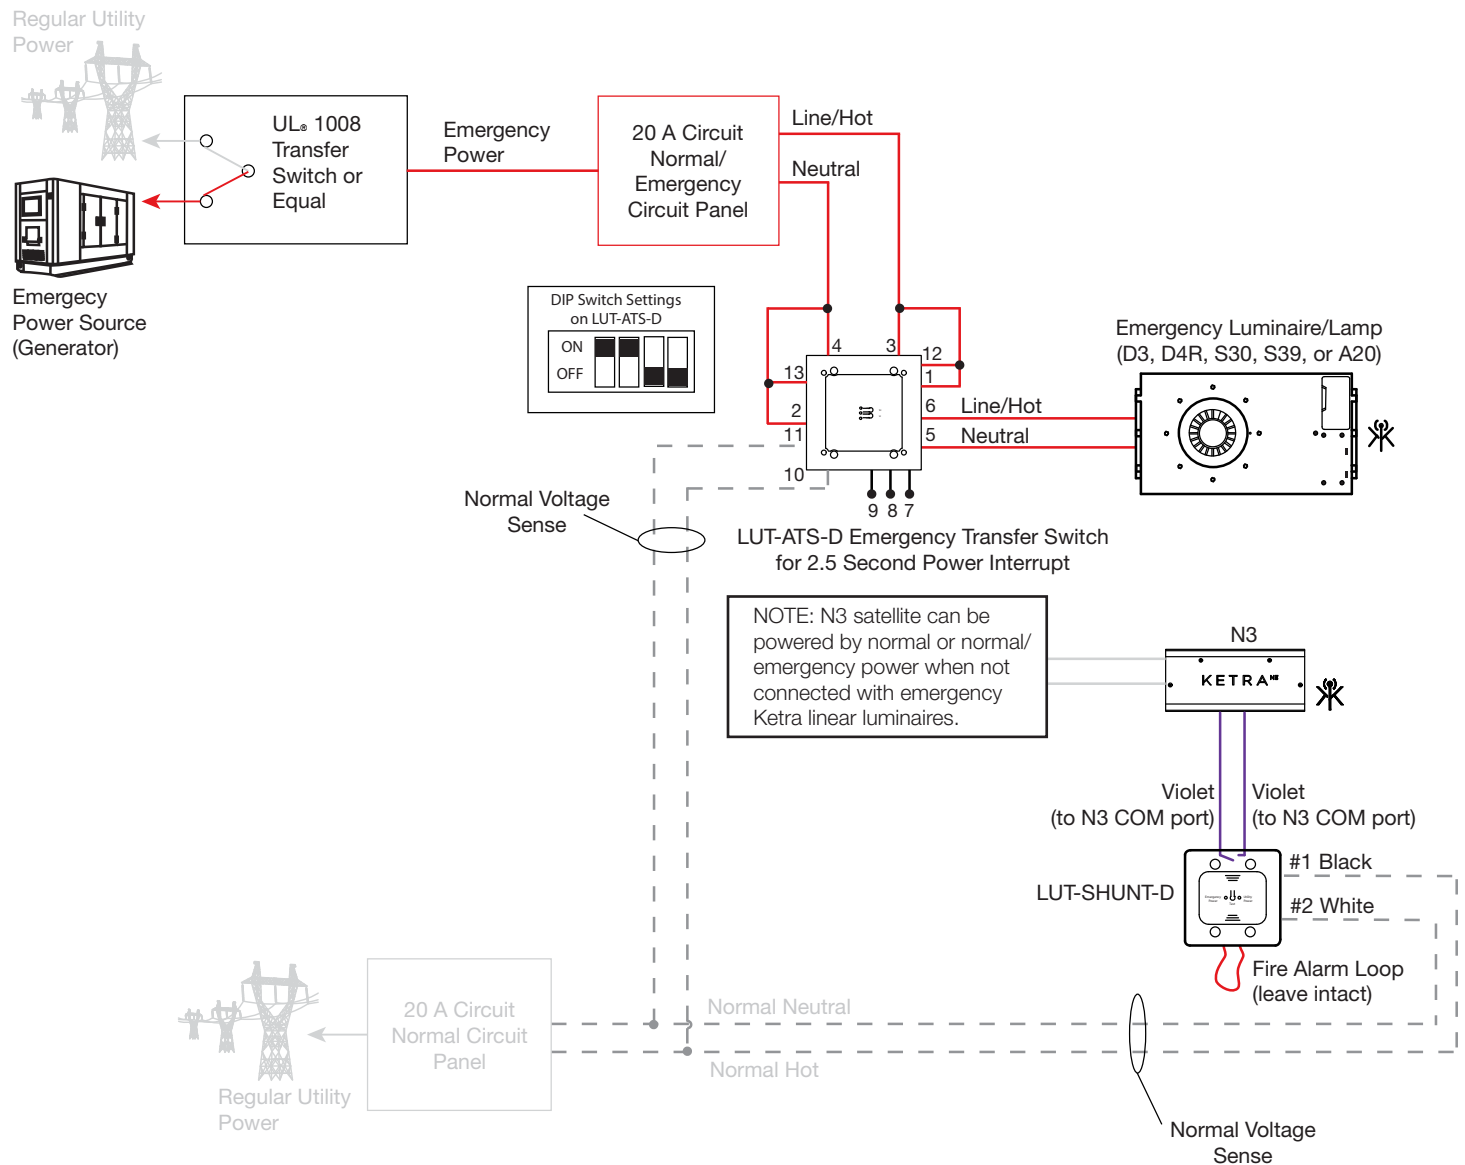 Regular Utility
Power
UL® 1008
Transfer
Switch or
Equal
Emergency
Power
20 A Circuit
Normal/
Emergency
Circuit Panel
Line/Hot
Neutral
Emergecy
Power Source
(Generator)
DIP Switch Settings
on LUT-ATS-D
ON
OFF
4
3
12
13
1
2
6
11
5
10
9 8 7
Line/Hot
Neutral
Emergency Luminaire/Lamp
(D3, D4R, S30, S39, or A20)
Normal Voltage
Sense
LUT-ATS-D Emergency Transfer Switch
for 2.5 Second Power Interrupt
NOTE: N3 satellite can be
powered by normal or normal/
emergency power when not
connected with emergency
Ketra linear luminaires.
N3
KETRA N3
Violet
(to N3 COM port)
Violet
(to N3 COM port)
LUT-SHUNT-D
Emergency
Power
Test
Utility
Power
#1 Black
#2 White
Fire Alarm Loop
(leave intact)
20 A Circuit
Normal Circuit
Panel
Normal Neutral
Normal Hot
Regular Utility
Power
Normal Voltage
Sense